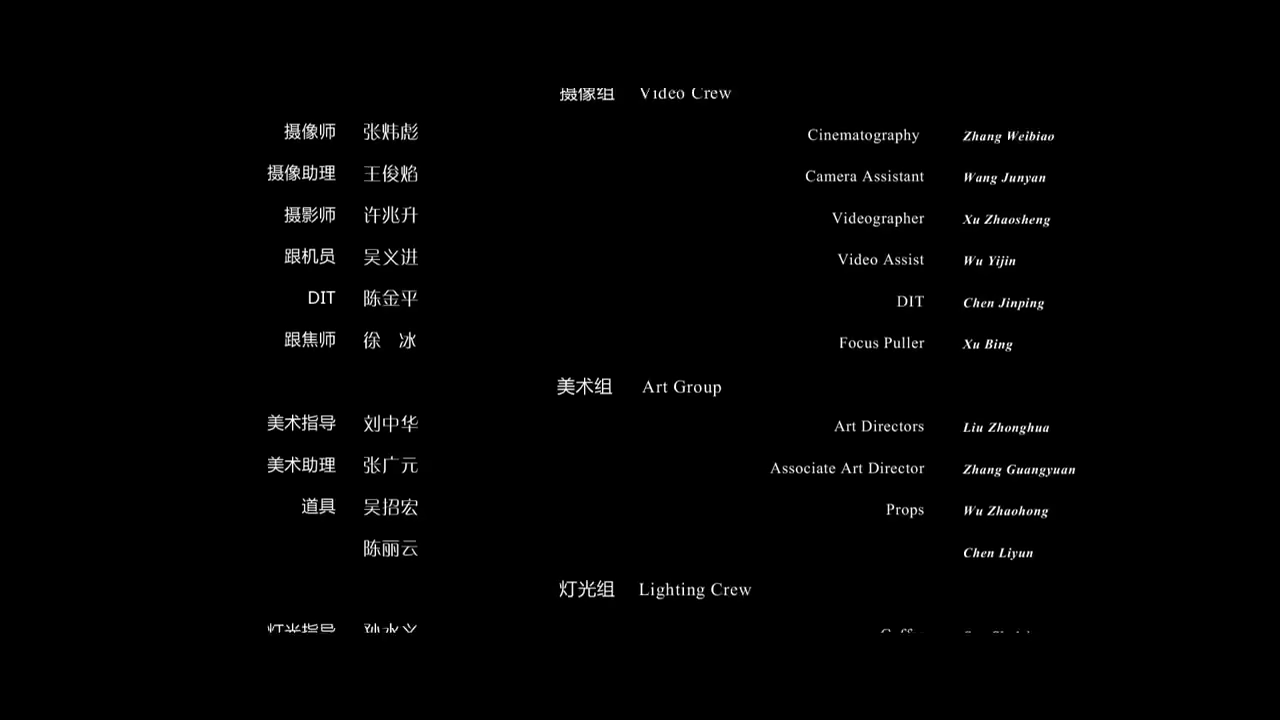 摄像组 Video Crew
摄像师 张炜彪 Cinematography Zhang Weibiao
摄像助理 王俊焰 Camera Assistant Wang Junyan
摄影师 许兆升 Videographer Xu Zhaosheng
跟机员 吴义进 Video Assist Wu Yijin
DIT 陈金平 DIT Chen Jinping
跟焦师 徐 冰 Focus Puller Xu Bing
美术组 Art Group
美术指导 刘中华 Art Directors Liu Zhonghua
美术助理 张广元 Associate Art Director Zhang Guangyuan
道具 吴招宏 Props Wu Zhaohong
陈丽云 Chen Liyun
灯光组 Lighting Crew
灯光指导